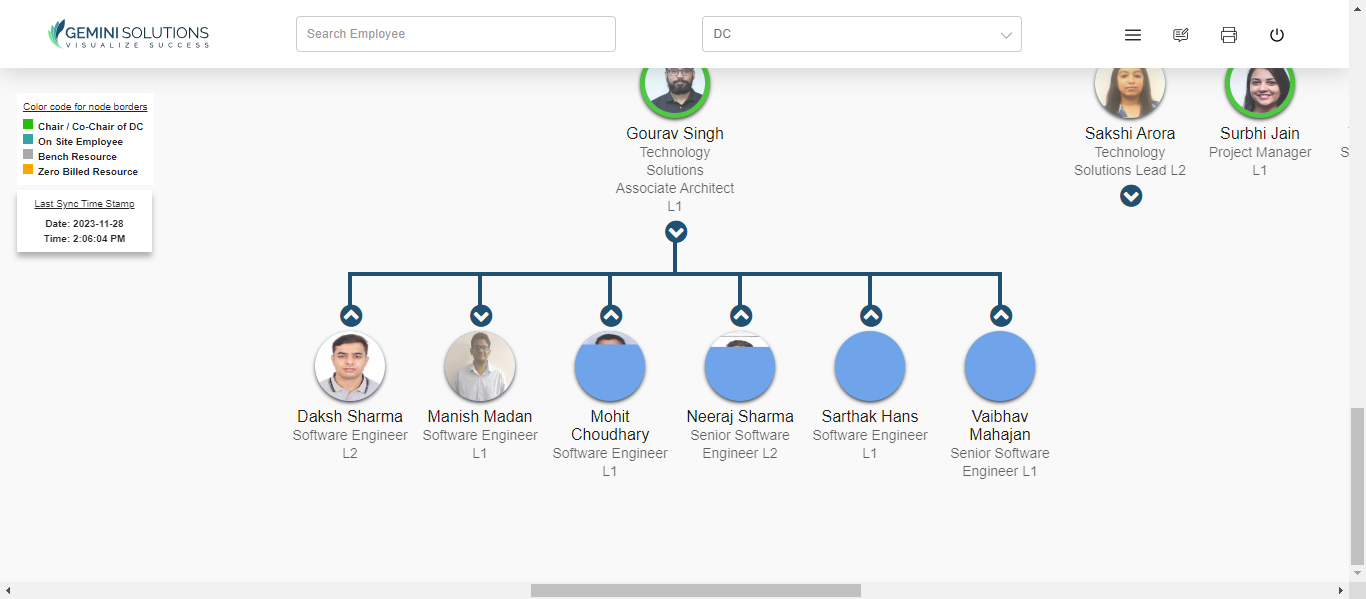 GEMINI SOLUTIONS
VISUALIZE SUCCESS
Search Employee
DC
Color code for node borders
Chair / Co-Chair of DC
On Site Employee
Bench Resource
Zero Billed Resource
Last Sync Time Stamp
Date: 2023-11-28
Time: 2:06:04 PM
Gourav Singh
Technology
Solutions
Associate Architect
L1
Sakshi Arora
Technology
Solutions Lead L2
Surbhi Jain
Project Manager
L1
S
Daksh Sharma
Software Engineer
L2
Manish Madan
Software Engineer
L1
Mohit
Choudhary
Software Engineer
L1
Neeraj Sharma
Senior Software
Engineer L2
Sarthak Hans
Software Engineer
L1
Vaibhav
Mahajan
Senior Software
Engineer L1